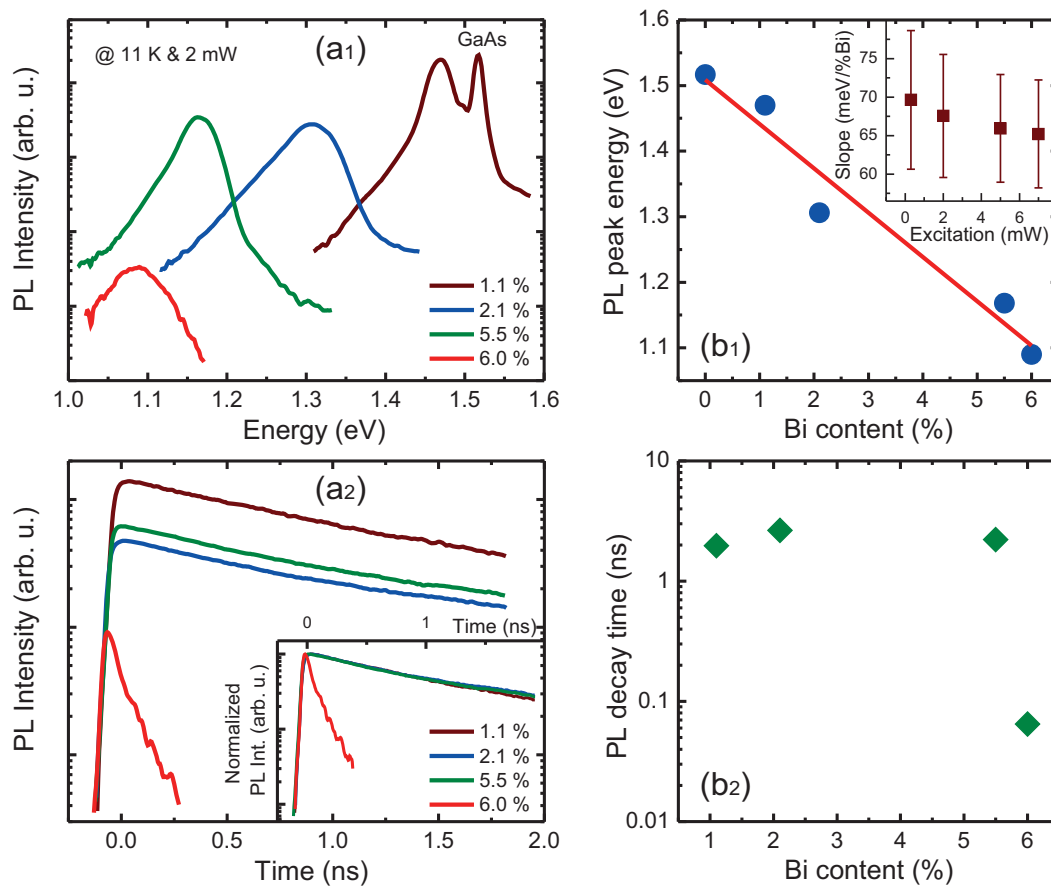 @ 11 K & 2 mW
(a1)
GaAs
PL Intensity (arb. u.)
1.1 %
2.1 %
5.5 %
6.0 %
1.0 1.1 1.2 1.3 1.4 1.5 1.6
Energy (eV)
1.6
1.5
1.4
1.3
1.2
1.1
PL peak energy (eV)
75
70
65
60
Slope (meV/%Bi)
0 2 4 6
Excitation (mW)
(b1)
0 1 2 3 4 5 6
Bi content (%)
(a2)
PL Intensity (arb. u.)
0 1
Time (ns)
Normalized
PL Int. (arb. u.)
1.1 %
2.1 %
5.5 %
6.0 %
0.0 0.5 1.0 1.5 2.0
Time (ns)
10
1
0.1
0.01
PL decay time (ns)
(b2)
1 2 3 4 5 6
Bi content (%)